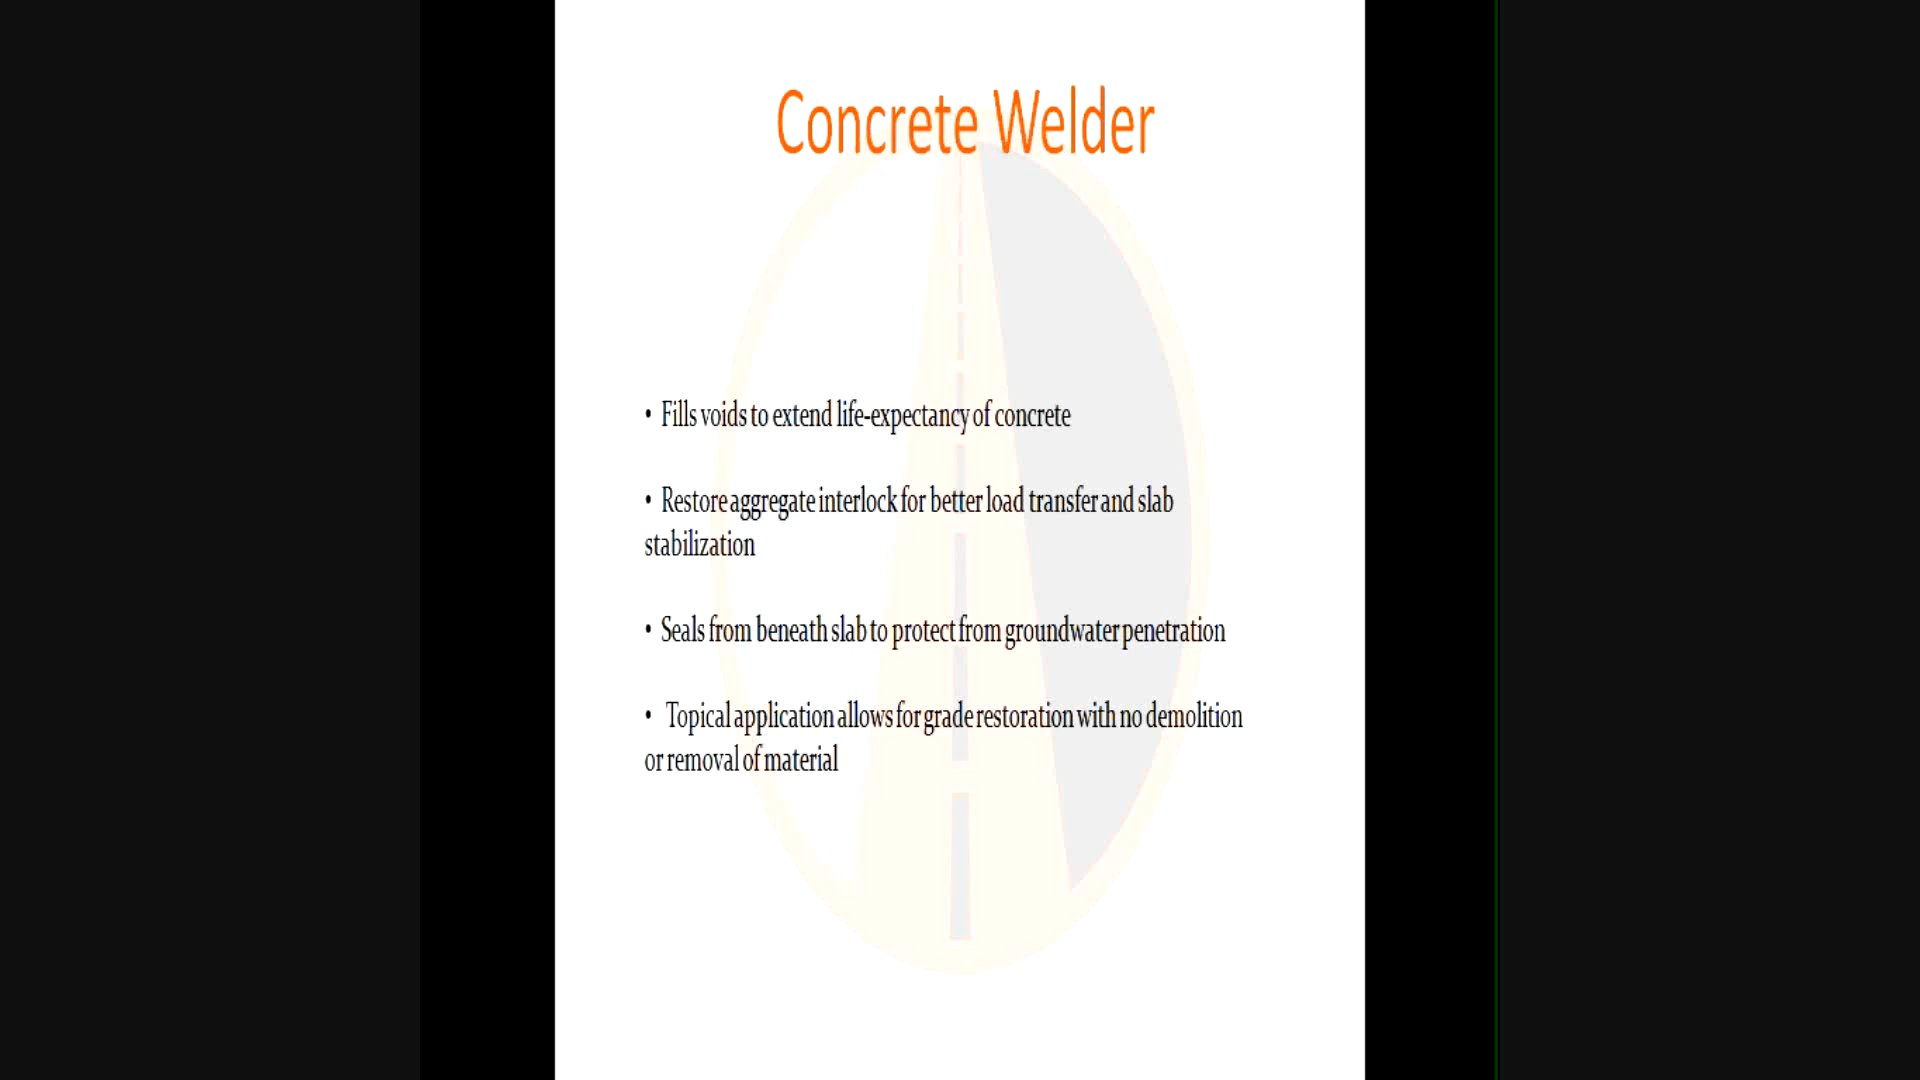 Concrete Welder
• Fills voids to extend life-expectancy of concrete
• Restore aggregate interlock for better load transfer and slab
stabilization
• Seals from beneath slab to protect from groundwater penetration
• Topical application allows for grade restoration with no demolition
or removal of material